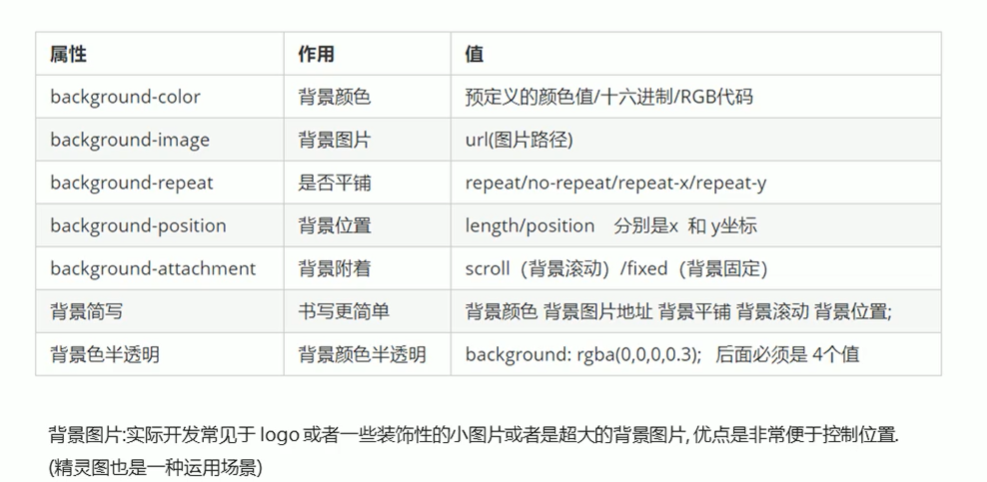 属性 作用 值
background-color 背景颜色 预定义的颜色值/十六进制/RGB代码
background-image 背景图片 url(图片路径)
background-repeat 是否平铺 repeat/no-repeat/repeat-x/repeat-y
background-position 背景位置 length/position 分别是x 和 y坐标
background-attachment 背景附着 scroll（背景滚动）/fixed（背景固定）
背景简写 书写更简单 背景颜色 背景图片地址 背景平铺 背景滚动 背景位置;
背景色半透明 背景颜色半透明 background: rgba(0,0,0,0.3); 后面必须是 4个值
背景图片:实际开发常见于 logo 或者一些装饰性的小图片或者是超大的背景图片, 优点是非常便于控制位置.
(精灵图也是一种运用场景)